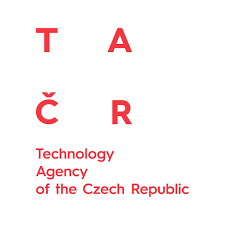 T A
Č R
Technology
Agency
of the Czech Republic